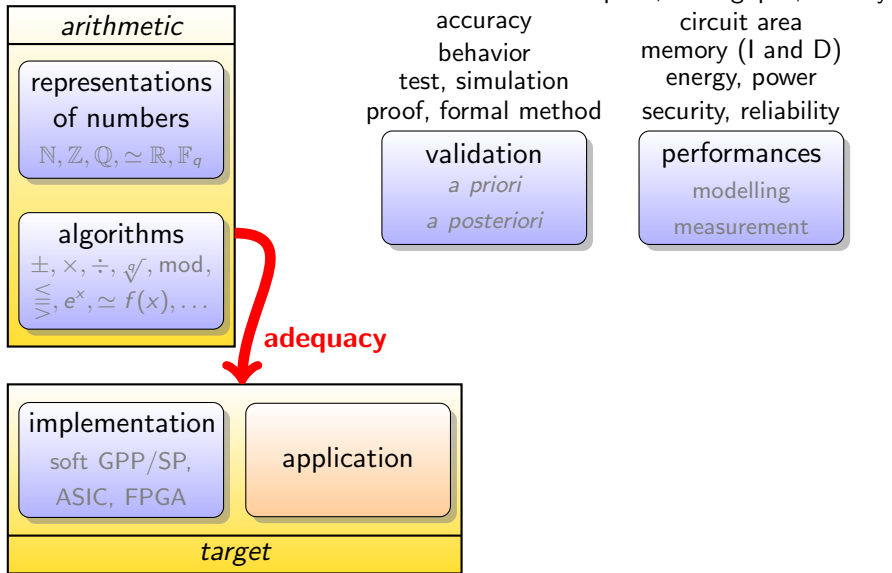 arithmetic
representations
of numbers
ℕ, ℤ, ℚ, ≃ ℝ, 𝔽q
algorithms
±, ×, ÷, ᵠ√, mod,
≤
=
>, eˣ, ≃ f(x), ...
adequacy
implementation
soft GPP/SP,
ASIC, FPGA
application
target
accuracy
behavior
test, simulation
proof, formal method
validation
a priori
a posteriori
circuit area
memory (I and D)
energy, power
security, reliability
performances
modelling
measurement